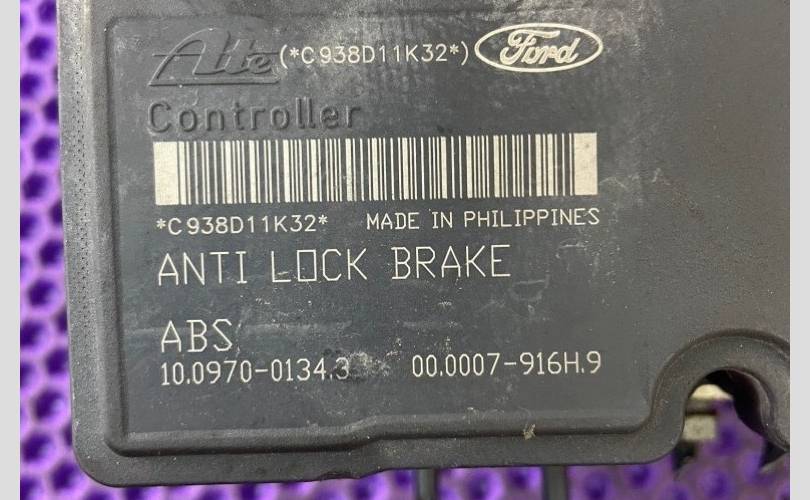 Ate (*C938D11K32*) Ford
Controller
*C938D11K32* MADE IN PHILIPPINES
ANTI LOCK BRAKE
ABS
10.0970-0134.3 00.0007-916H.9